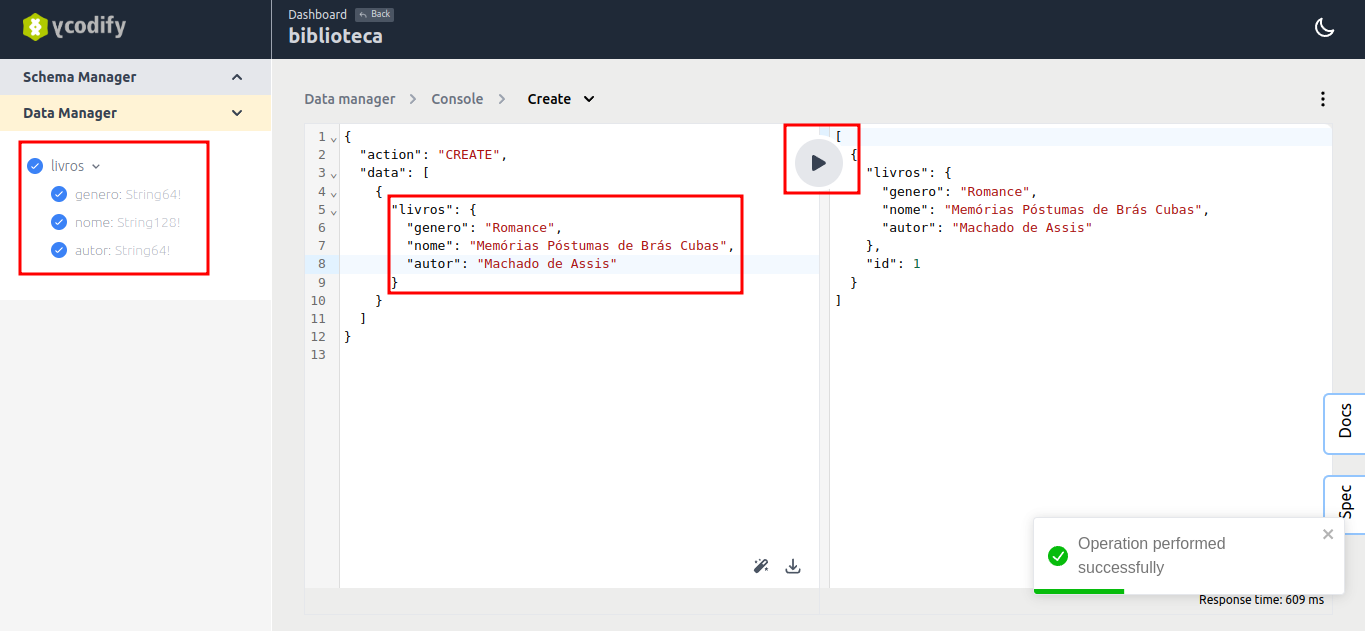 ycodify
Dashboard
Back
biblioteca
Schema Manager
Data Manager
livros
genero: String64!
nome: String128!
autor: String64!
Data manager
Console
Create
1 {
2 "action": "CREATE",
3 "data": [
4 {
5 "livros": {
6 "genero": "Romance",
7 "nome": "Memórias Póstumas de Brás Cubas",
8 "autor": "Machado de Assis"
9 }
10 }
11 ]
12 }
13
[
{
"livros": {
"genero": "Romance",
"nome": "Memórias Póstumas de Brás Cubas",
"autor": "Machado de Assis"
},
"id": 1
}
]
Docs
Spec
Operation performed
successfully
Response time: 609 ms